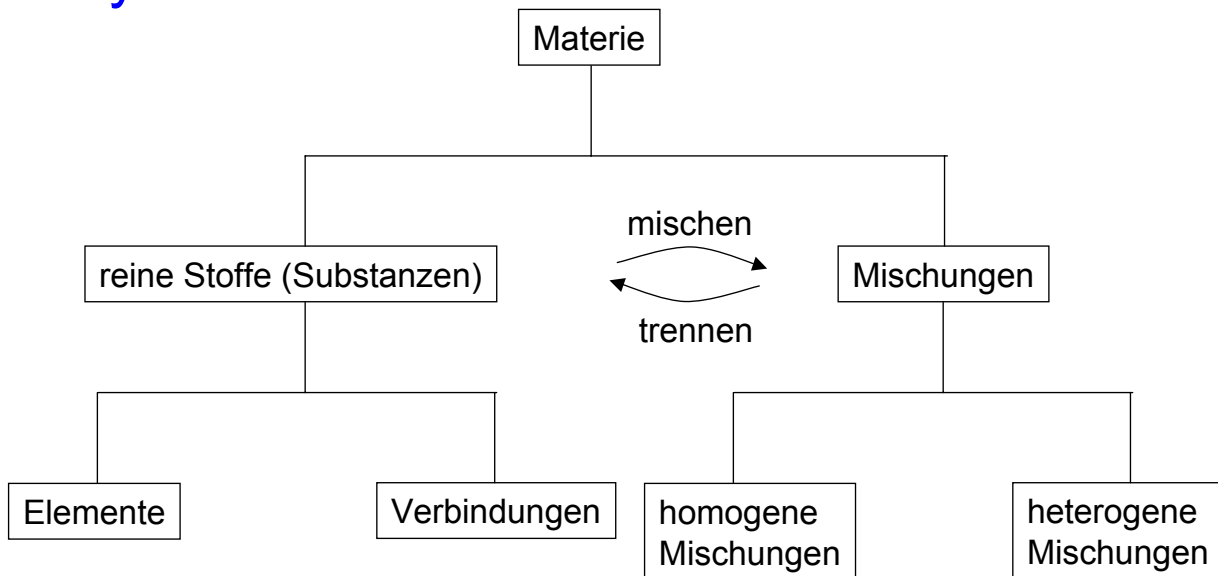 Materie
mischen
reine Stoffe (Substanzen)
Mischungen
trennen
Elemente
Verbindungen
homogene
Mischungen
heterogene
Mischungen